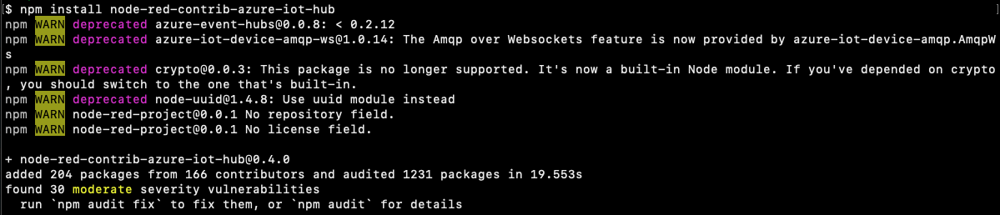 [$ npm install node-red-contrib-azure-iot-hub ]
npm WARN deprecated azure-event-hubs@0.0.8: < 0.2.12
npm WARN deprecated azure-iot-device-amqp-ws@1.0.14: The Amqp over Websockets feature is now provided by azure-iot-device-amqp.AmqpW
s
npm WARN deprecated crypto@0.0.3: This package is no longer supported. It's now a built-in Node module. If you've depended on crypto
, you should switch to the one that's built-in.
npm WARN deprecated node-uuid@1.4.8: Use uuid module instead
npm WARN node-red-project@0.0.1 No repository field.
npm WARN node-red-project@0.0.1 No license field.

+ node-red-contrib-azure-iot-hub@0.4.0
added 204 packages from 166 contributors and audited 1231 packages in 19.553s
found 30 moderate severity vulnerabilities
  run `npm audit fix` to fix them, or `npm audit` for details